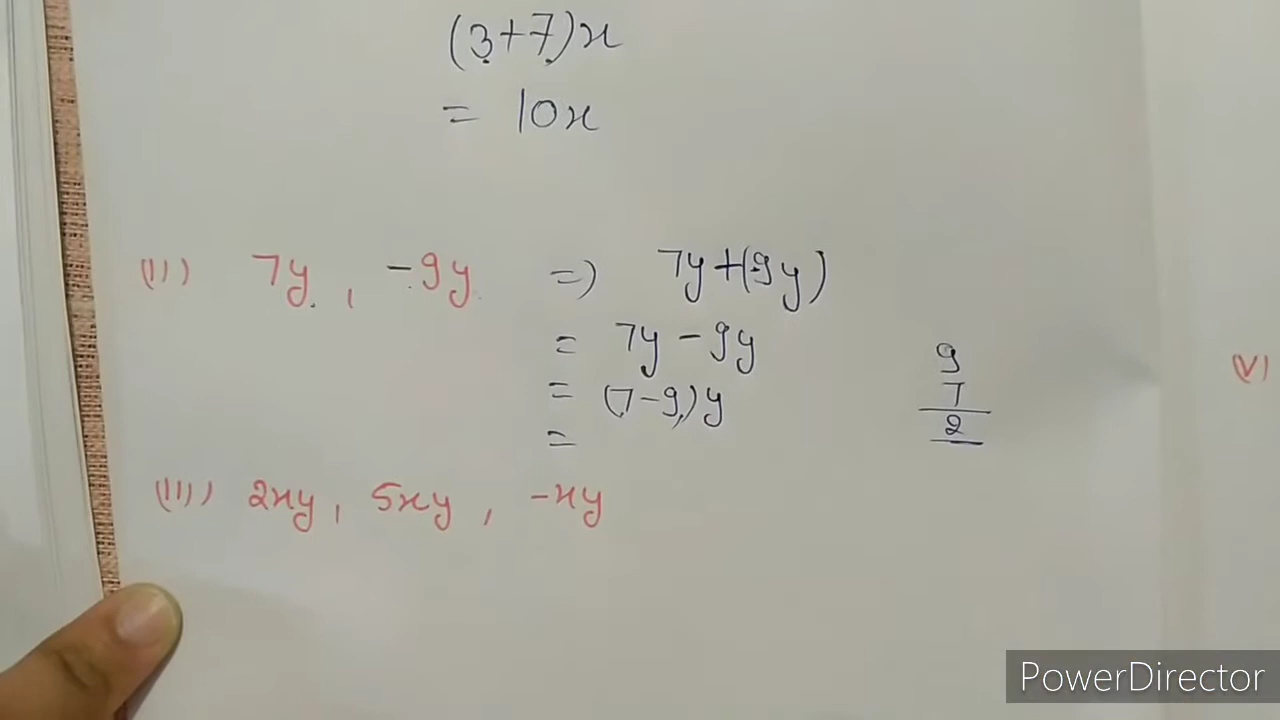 (3+7)x
= 10x
(II) 7y, -9y => 7y+(-9y)
= 7y - 9y
= (7-9)y
=
9
7
2
(V)
(III) 2xy, 5xy, -xy
PowerDirector